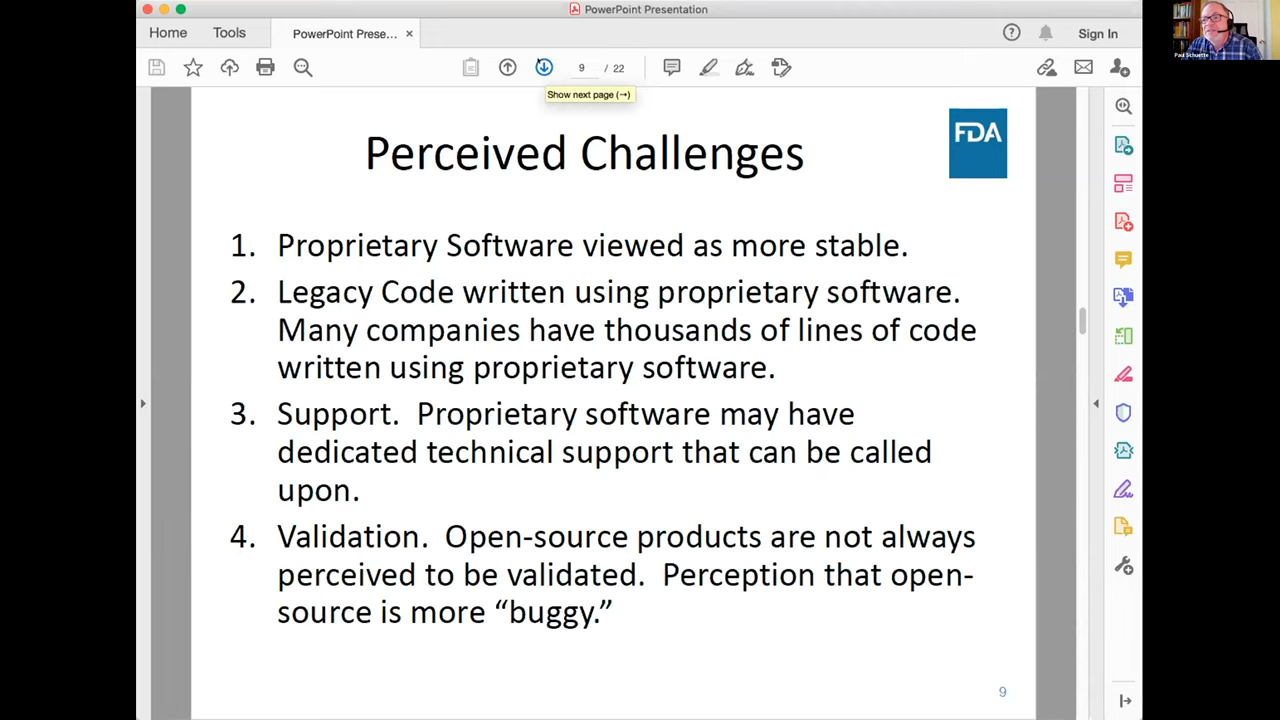 PowerPoint Presentation
Home
Tools
PowerPoint Prese...
Sign In
9 / 22
Show next page (→)
Paul Schuette
Perceived Challenges
FDA
1. Proprietary Software viewed as more stable.
2. Legacy Code written using proprietary software.
Many companies have thousands of lines of code
written using proprietary software.
3. Support. Proprietary software may have
dedicated technical support that can be called
upon.
4. Validation. Open-source products are not always
perceived to be validated. Perception that open-
source is more “buggy.”
9